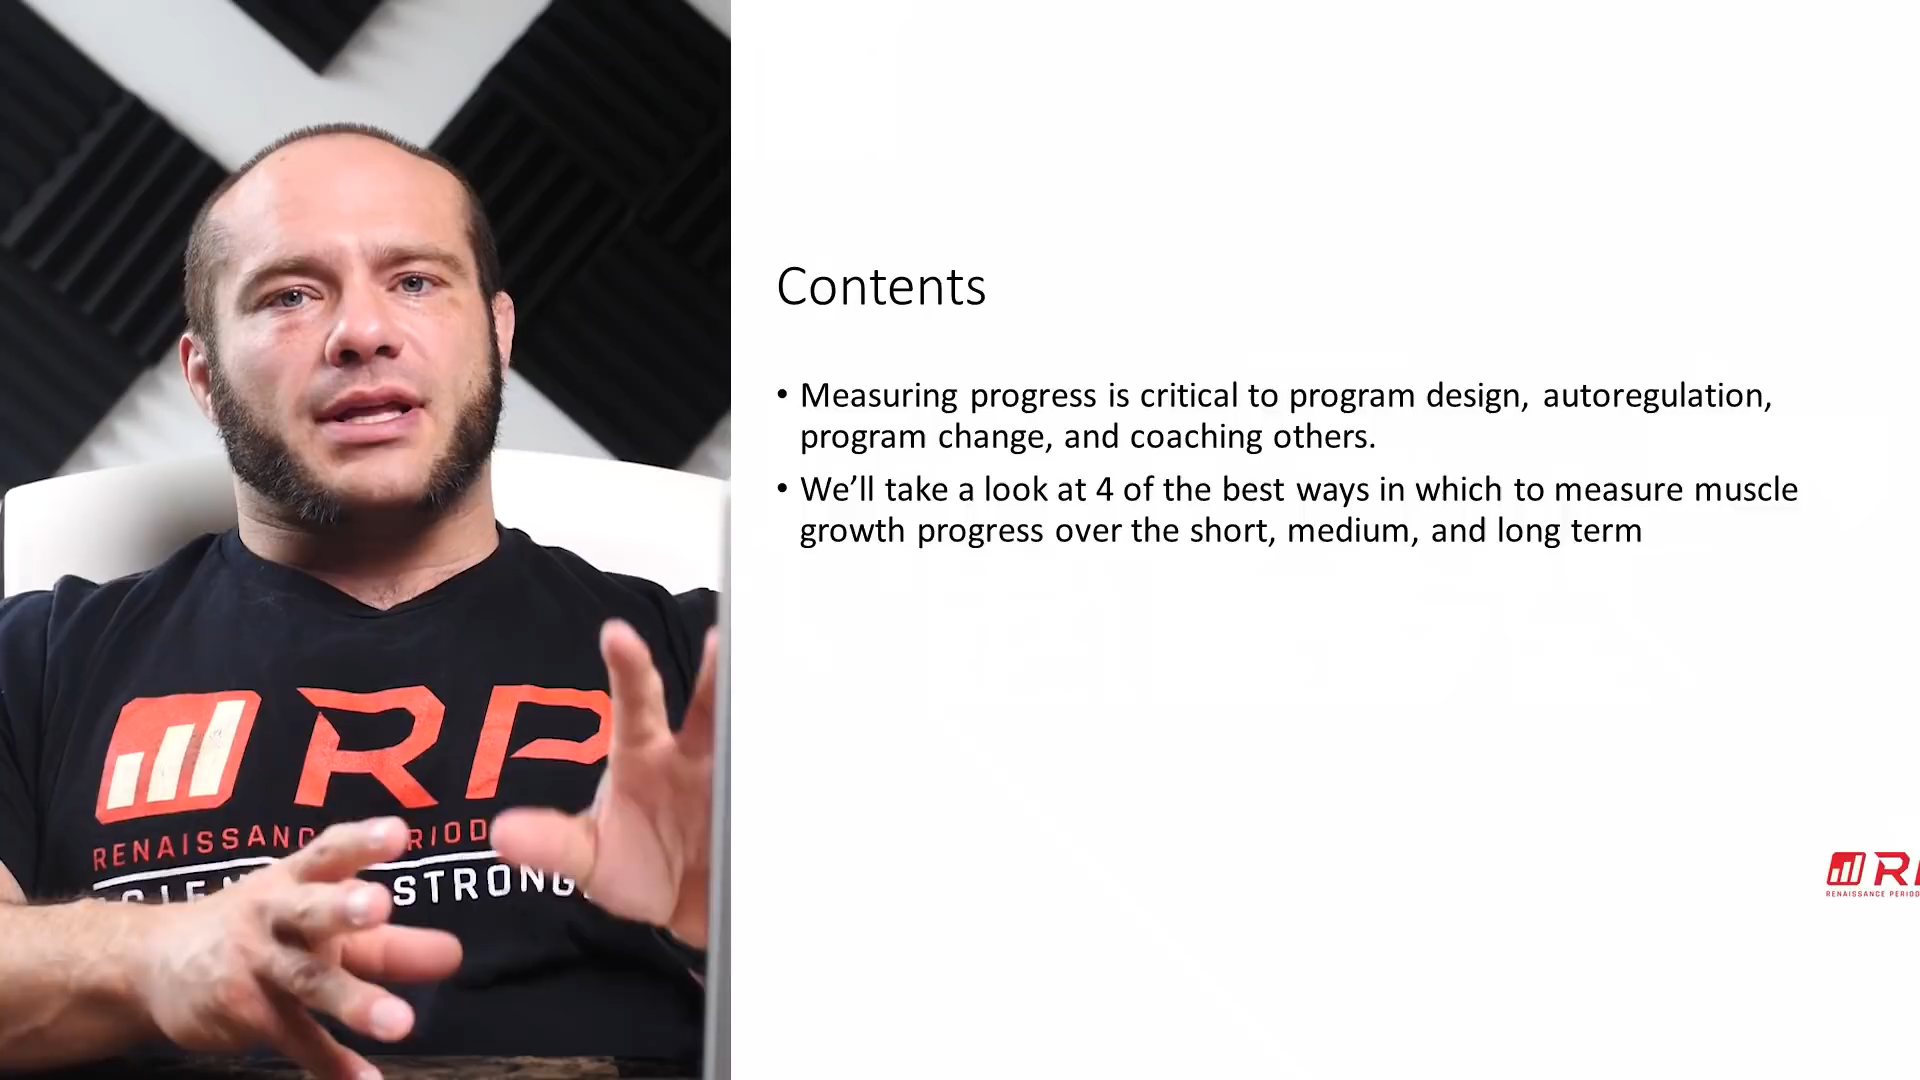 Contents
• Measuring progress is critical to program design, autoregulation,
program change, and coaching others.
• We’ll take a look at 4 of the best ways in which to measure muscle
growth progress over the short, medium, and long term
RP
RENAISSANC RIOD
STRONG
R
RENAISSANCE PERIOD